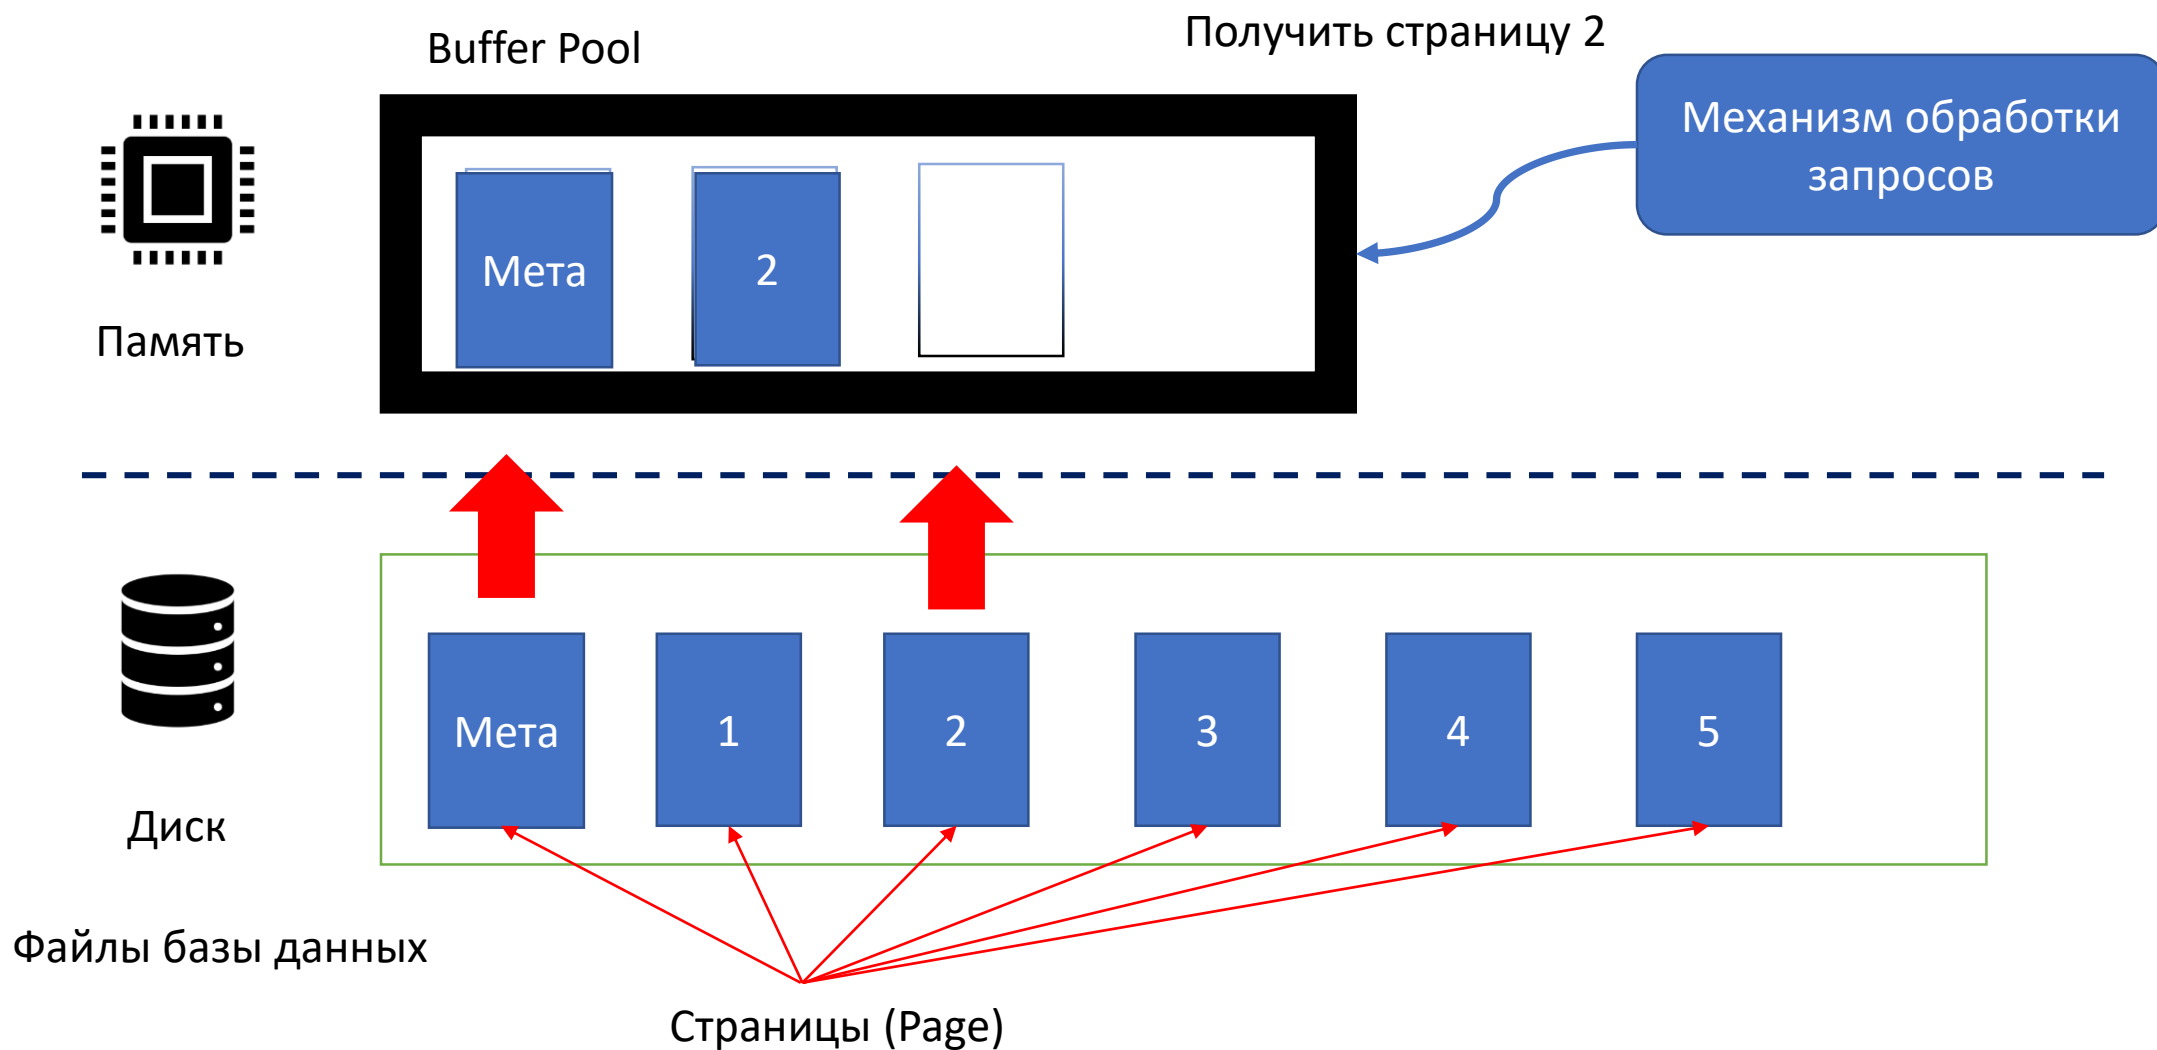 Buffer Pool
Получить страницу 2
Механизм обработки
запросов
Мета
2
Память
Мета
1
2
3
4
5
Диск
Файлы базы данных
Страницы (Page)